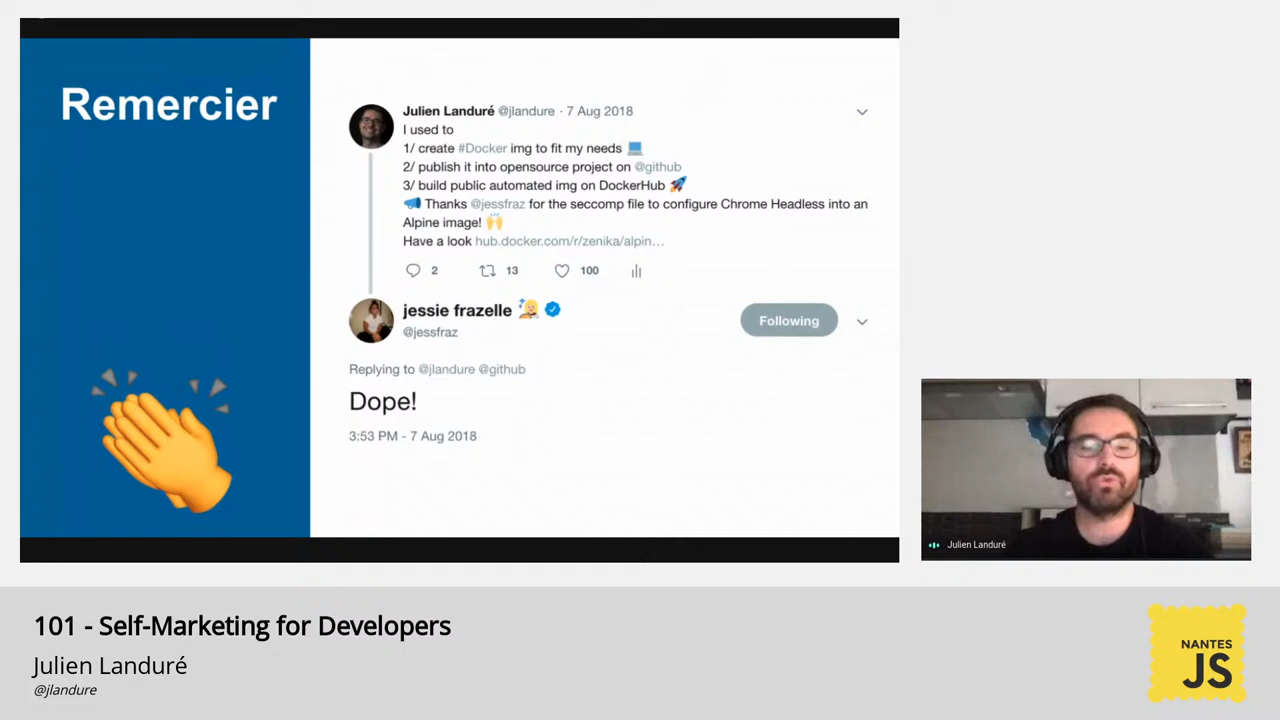 Remercier
Julien Landuré @jlandure · 7 Aug 2018
I used to
1/ create #Docker img to fit my needs 💻
2/ publish it into opensource project on @github
3/ build public automated img on DockerHub 🚀
📣 Thanks @jessfraz for the seccomp file to configure Chrome Headless into an
Alpine image! 🙌
Have a look hub.docker.com/r/zenika/alpin…
2 13 100
jessie frazelle
@jessfraz
Following
Replying to @jlandure @github
Dope!
3:53 PM - 7 Aug 2018
Julien Landuré
101 - Self-Marketing for Developers
Julien Landuré
@jlandure
NANTES
JS